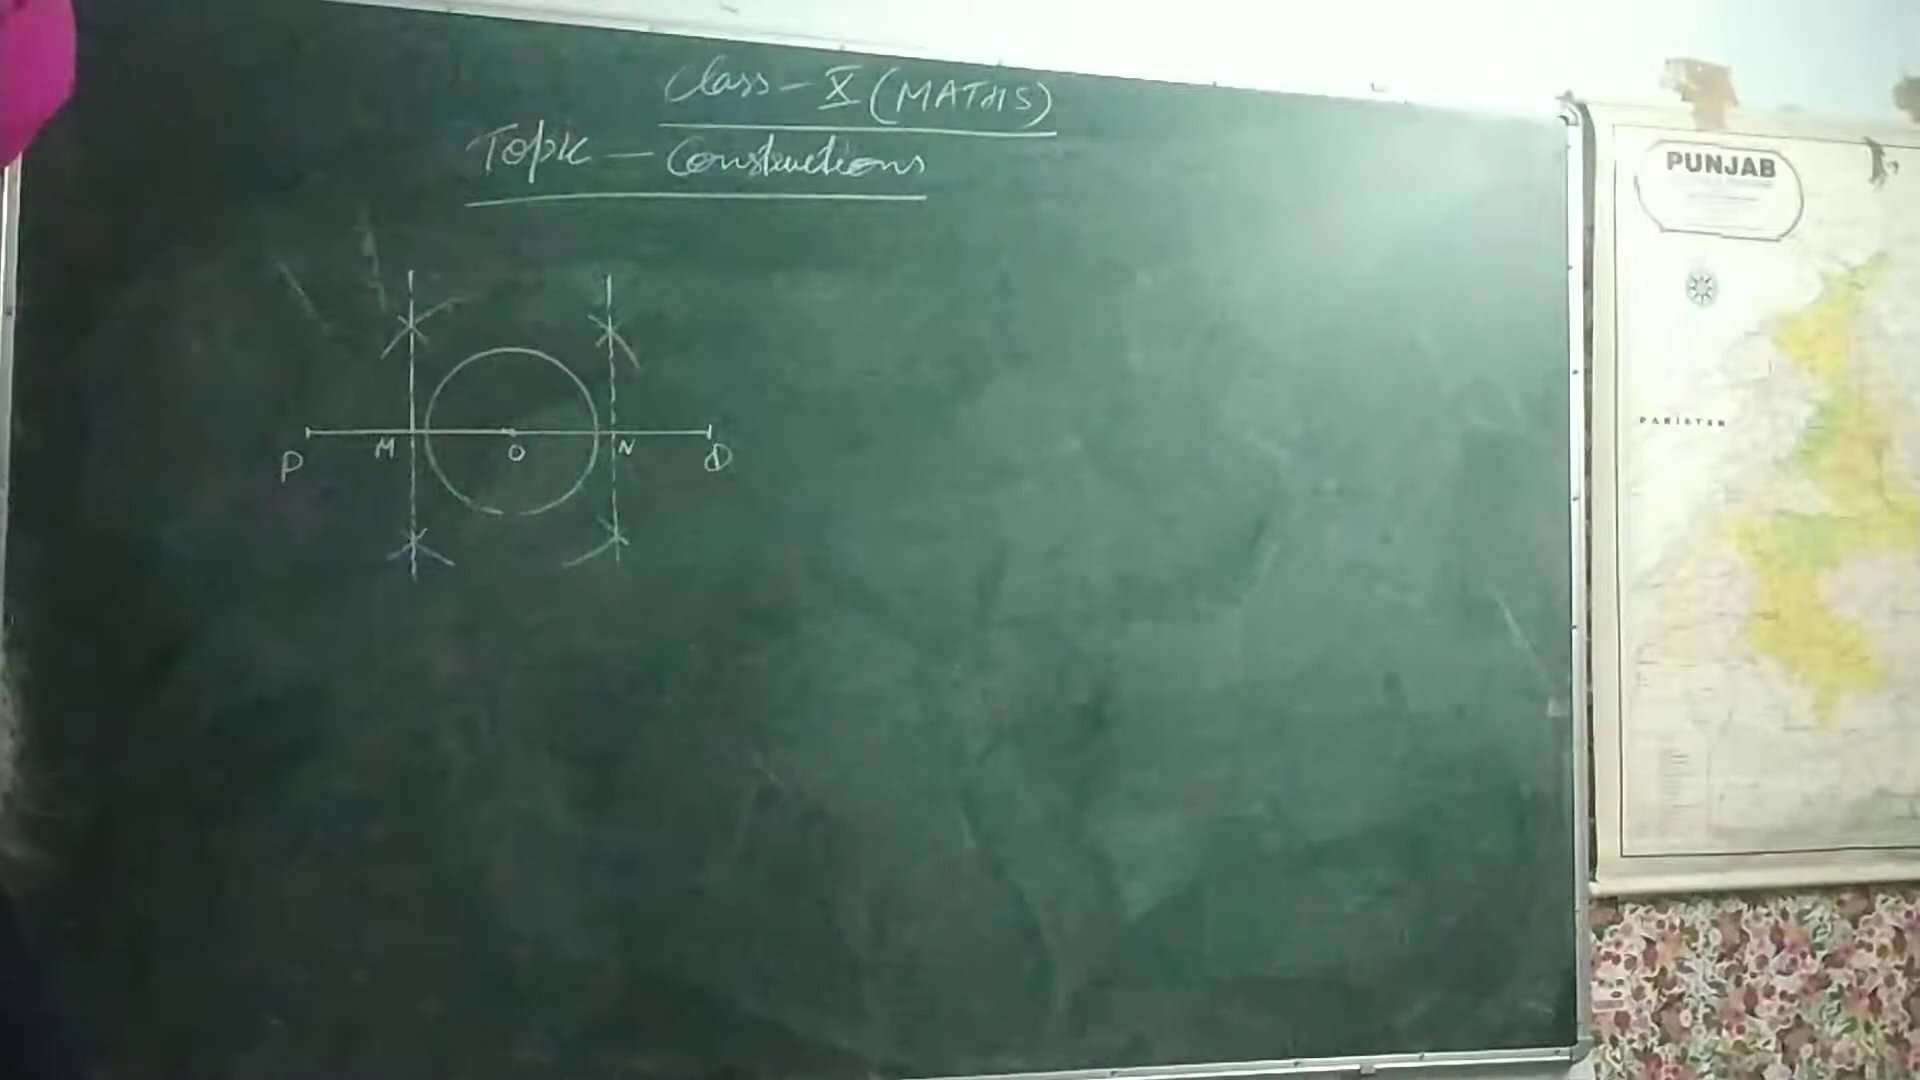 Class - X (MATHS)
Topic - Constructions
P M O N Q
PUNJAB
PAKISTAN